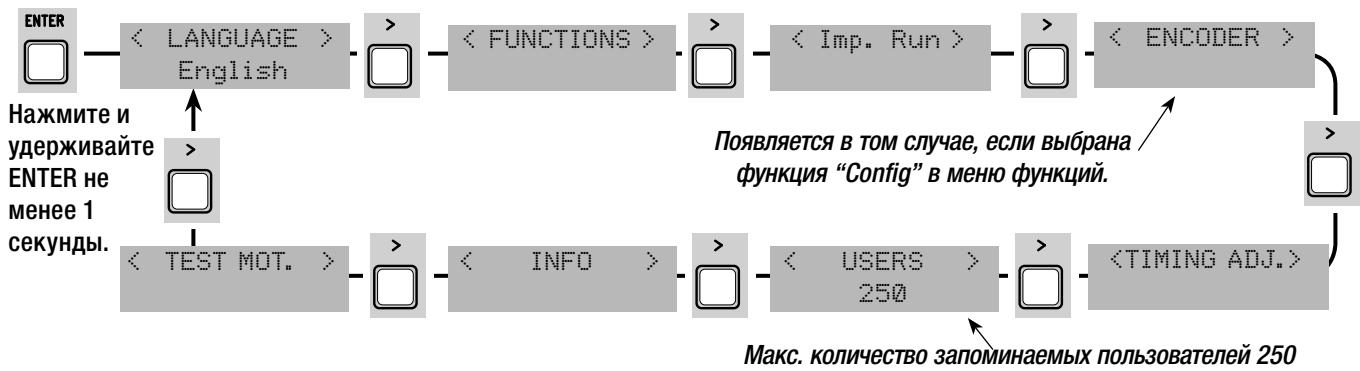 ENTER
< LANGUAGE >
English
>
< FUNCTIONS >
>
< Imp. Run >
>
< ENCODER >
Нажмите и
удерживайте
ENTER не
менее 1
секунды.
>
Появляется в том случае, если выбрана
функция “Config” в меню функций.
>
< TEST MOT. >
>
< INFO >
>
< USERS >
250
>
<TIMING ADJ.>
Макс. количество запоминаемых пользователей 250